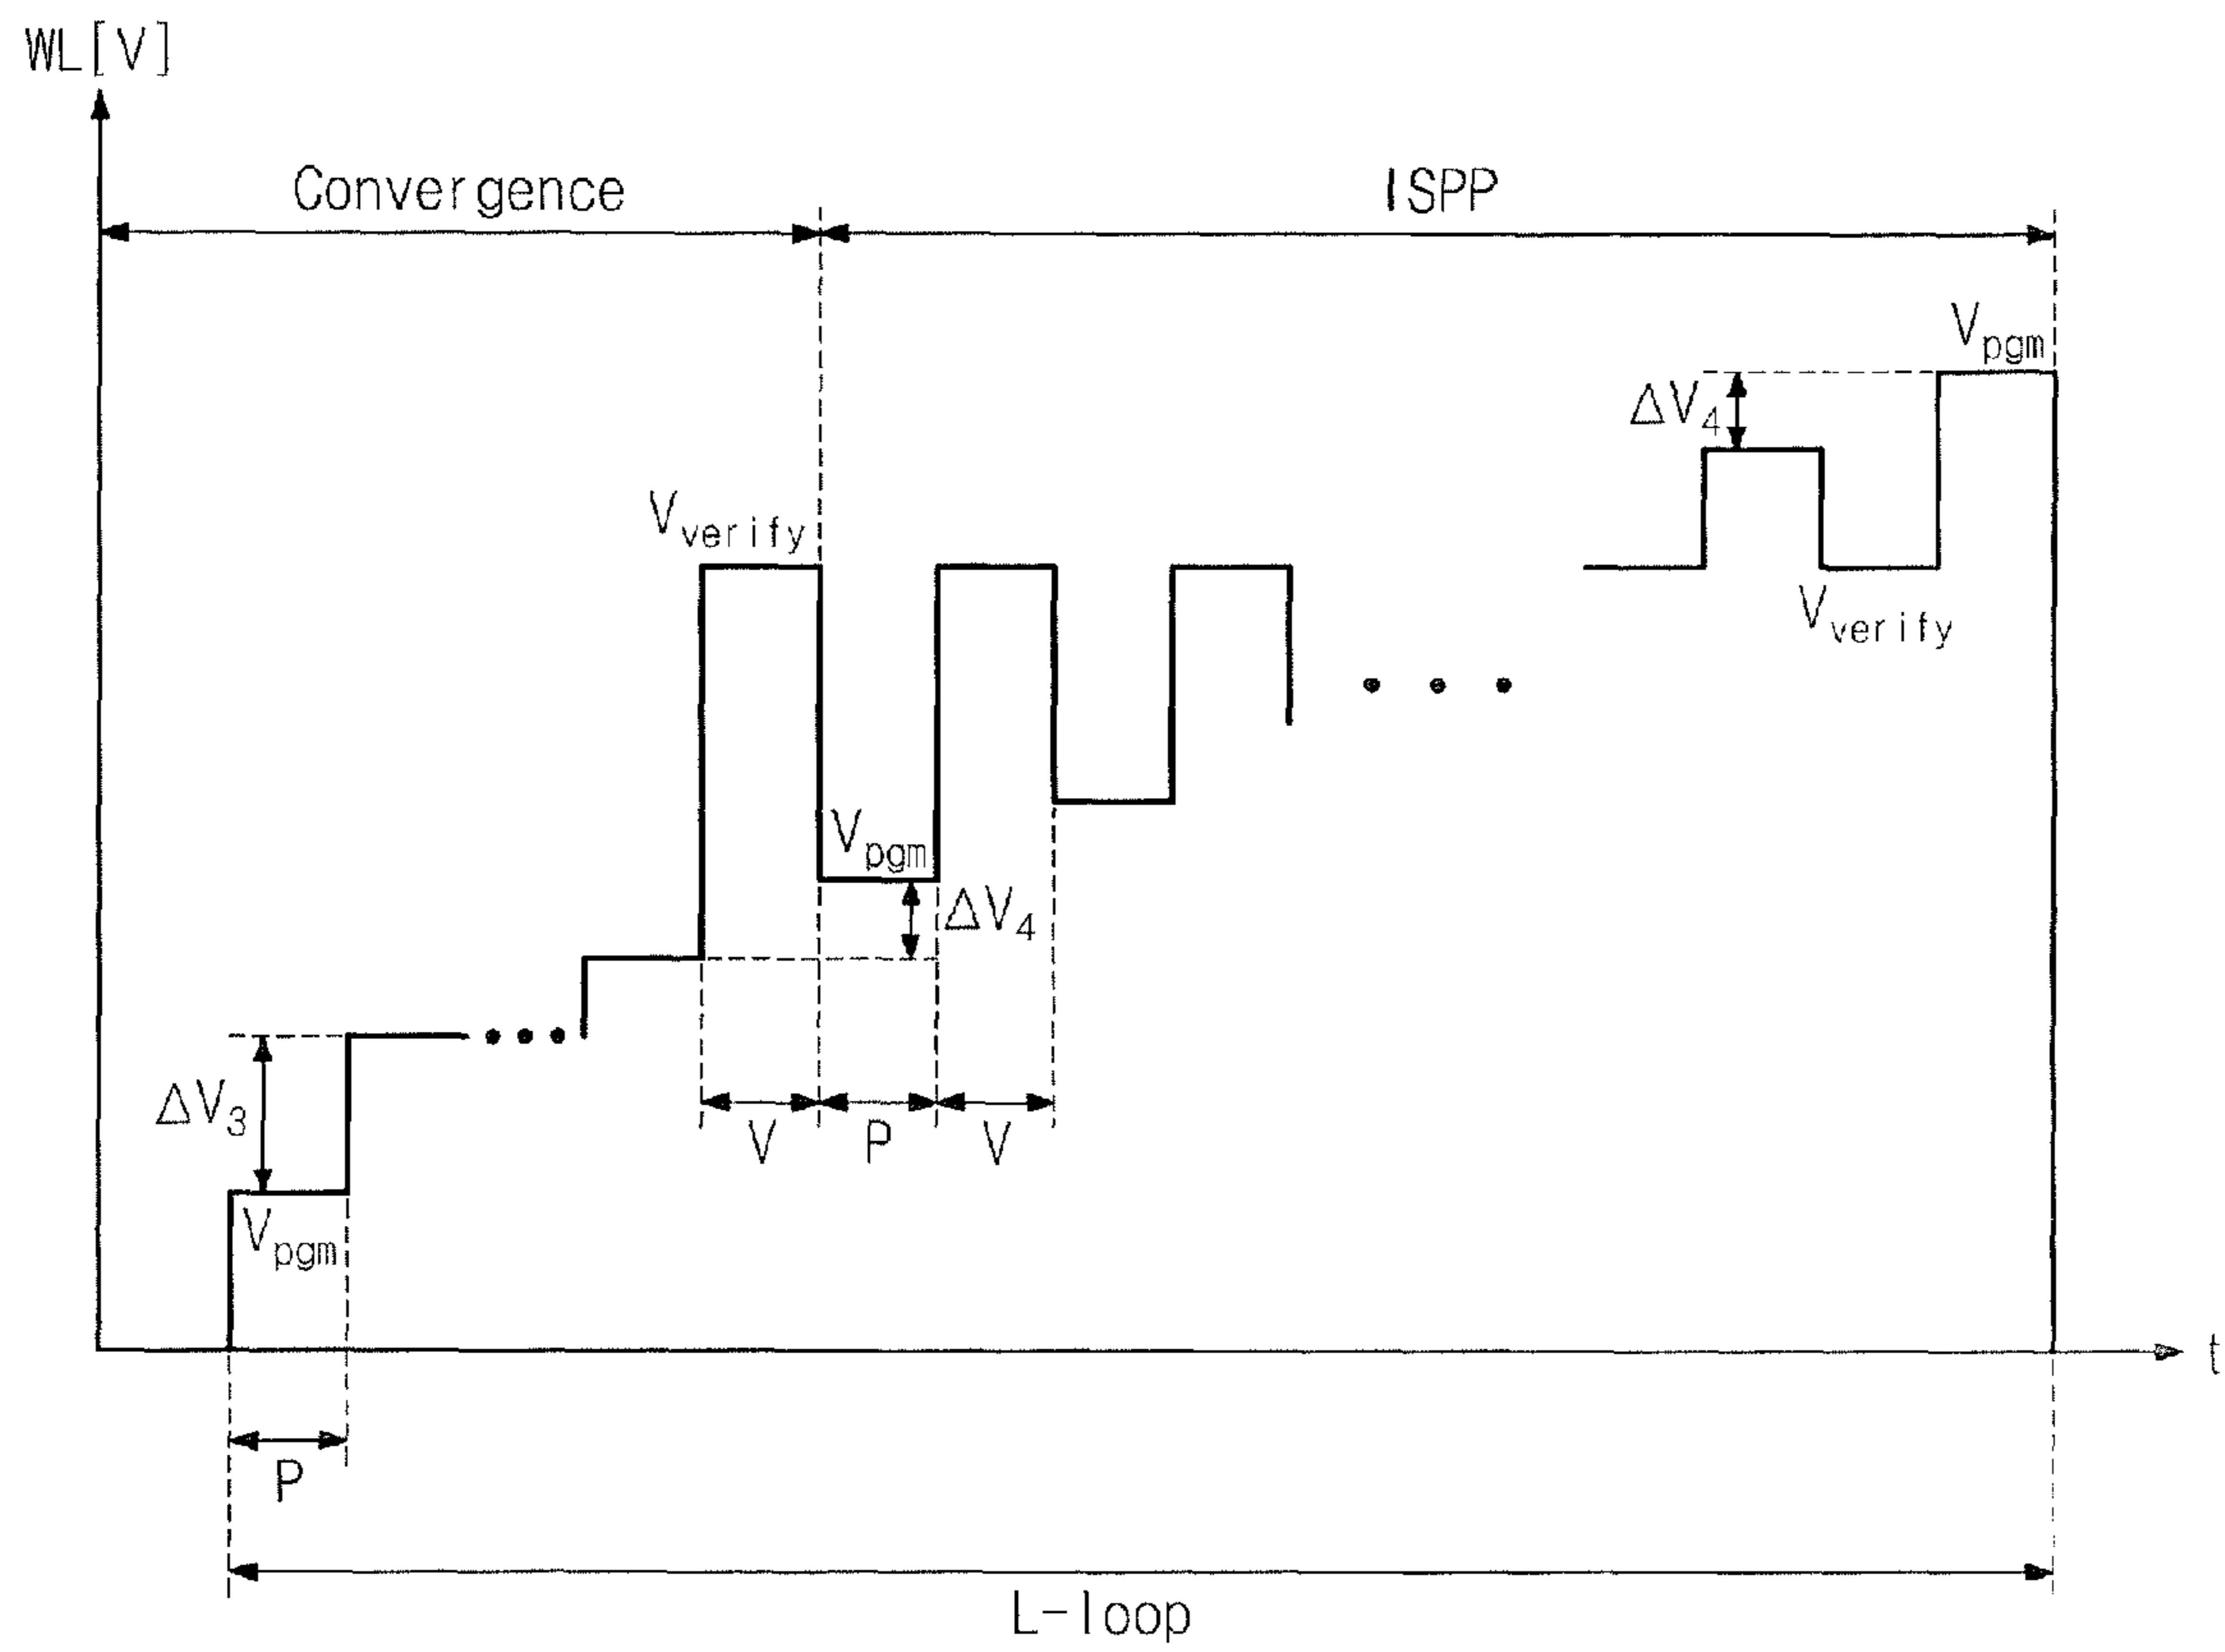 WL[V]
Convergence
ISPP
Vpgm
ΔV4
Vverify
Vverify
Vpgm
ΔV4
ΔV3
V
P
V
Vpgm
t
P
L-loop